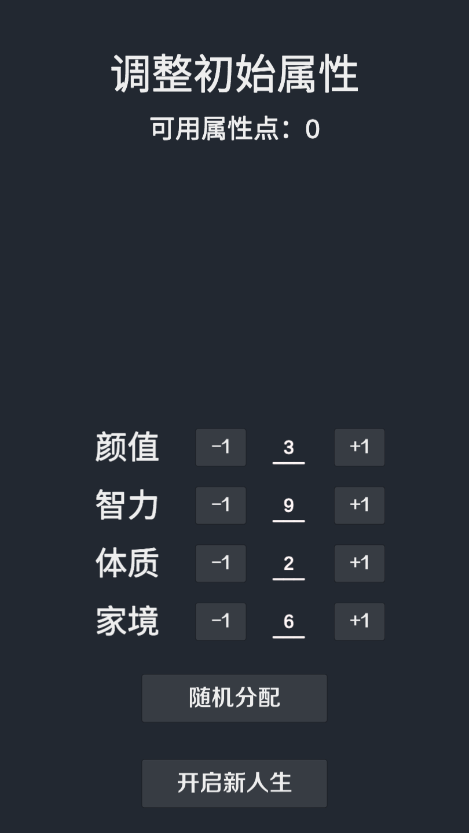 调整初始属性
可用属性点：0
颜值 -1 3 +1
智力 -1 9 +1
体质 -1 2 +1
家境 -1 6 +1
随机分配
开启新人生